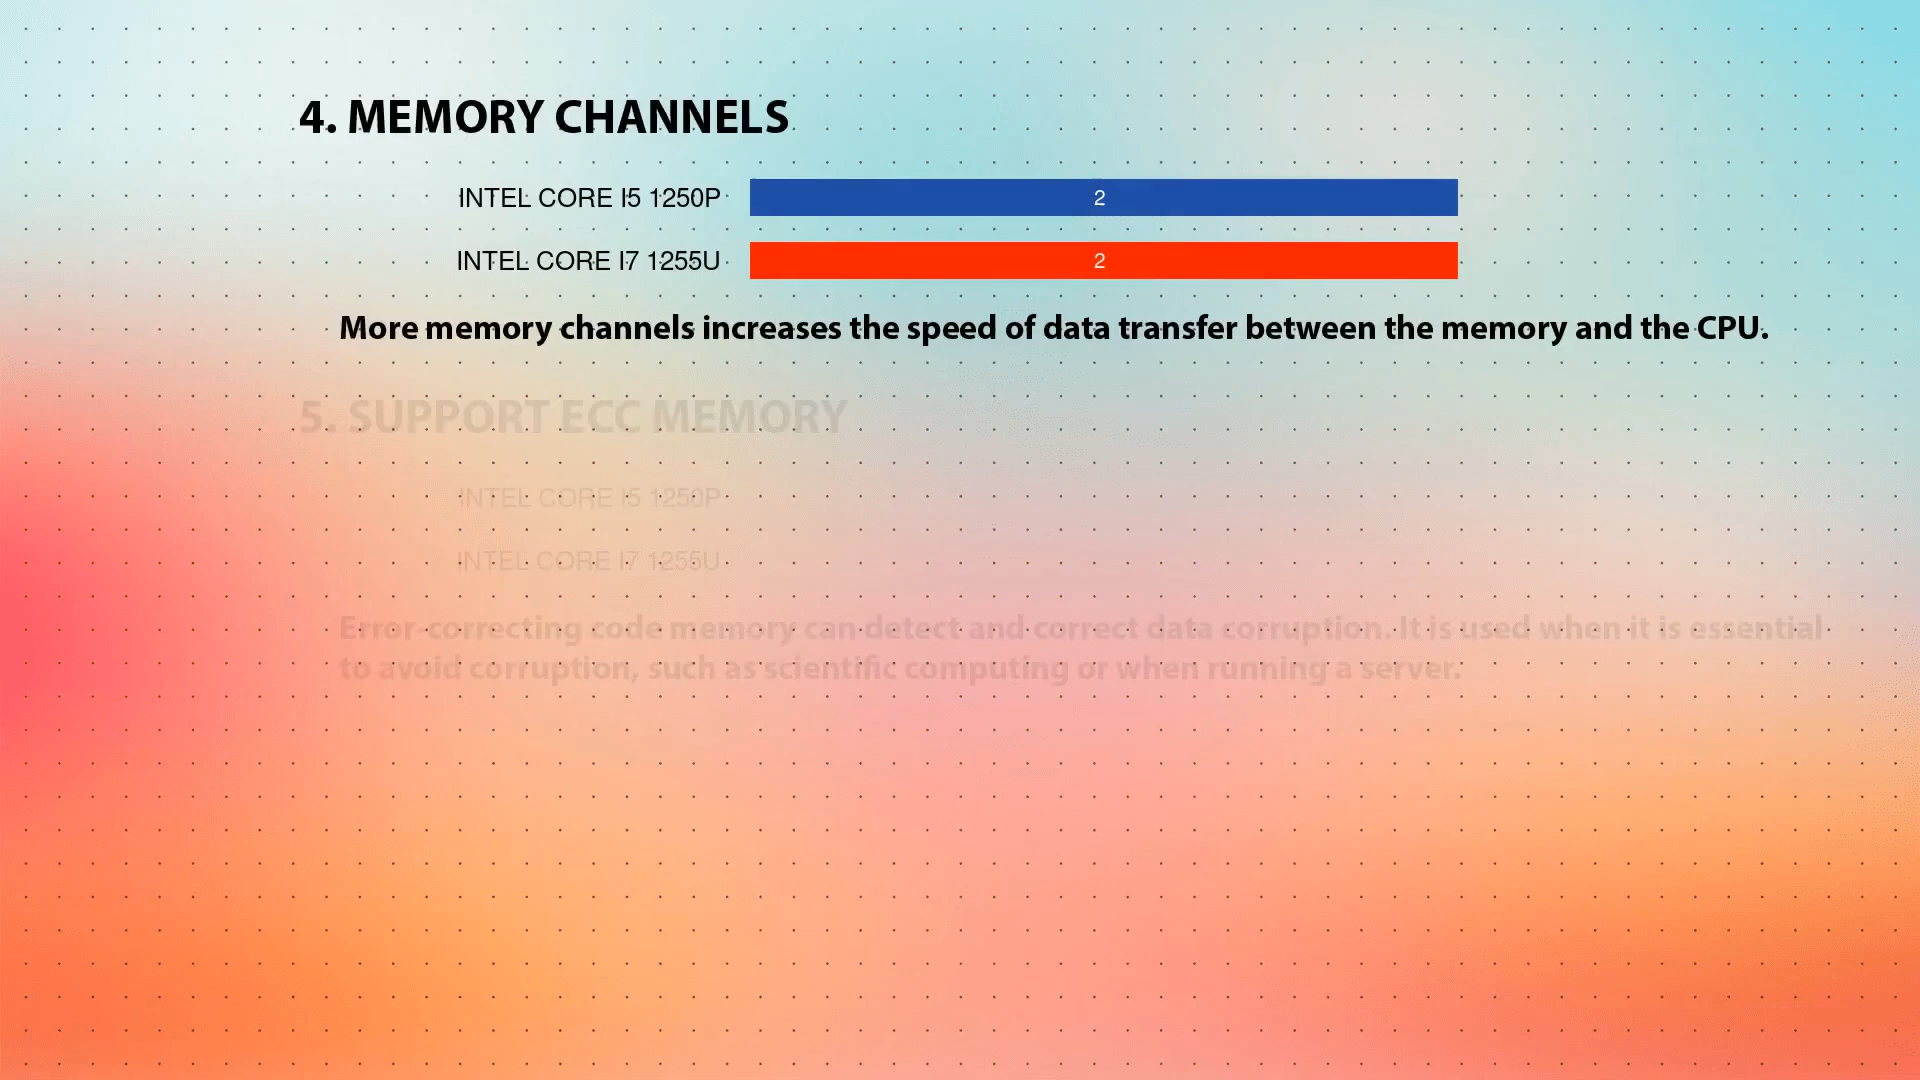 4. MEMORY CHANNELS
INTEL CORE I5 1250P 2
INTEL CORE I7 1255U 2
More memory channels increases the speed of data transfer between the memory and the CPU.
5. SUPPORT ECC MEMORY
INTEL CORE I5 1250P
INTEL CORE I7 1255U
Error-correcting code memory can detect and correct data corruption. It is used when it is essential
to avoid corruption, such as scientific computing or when running a server.